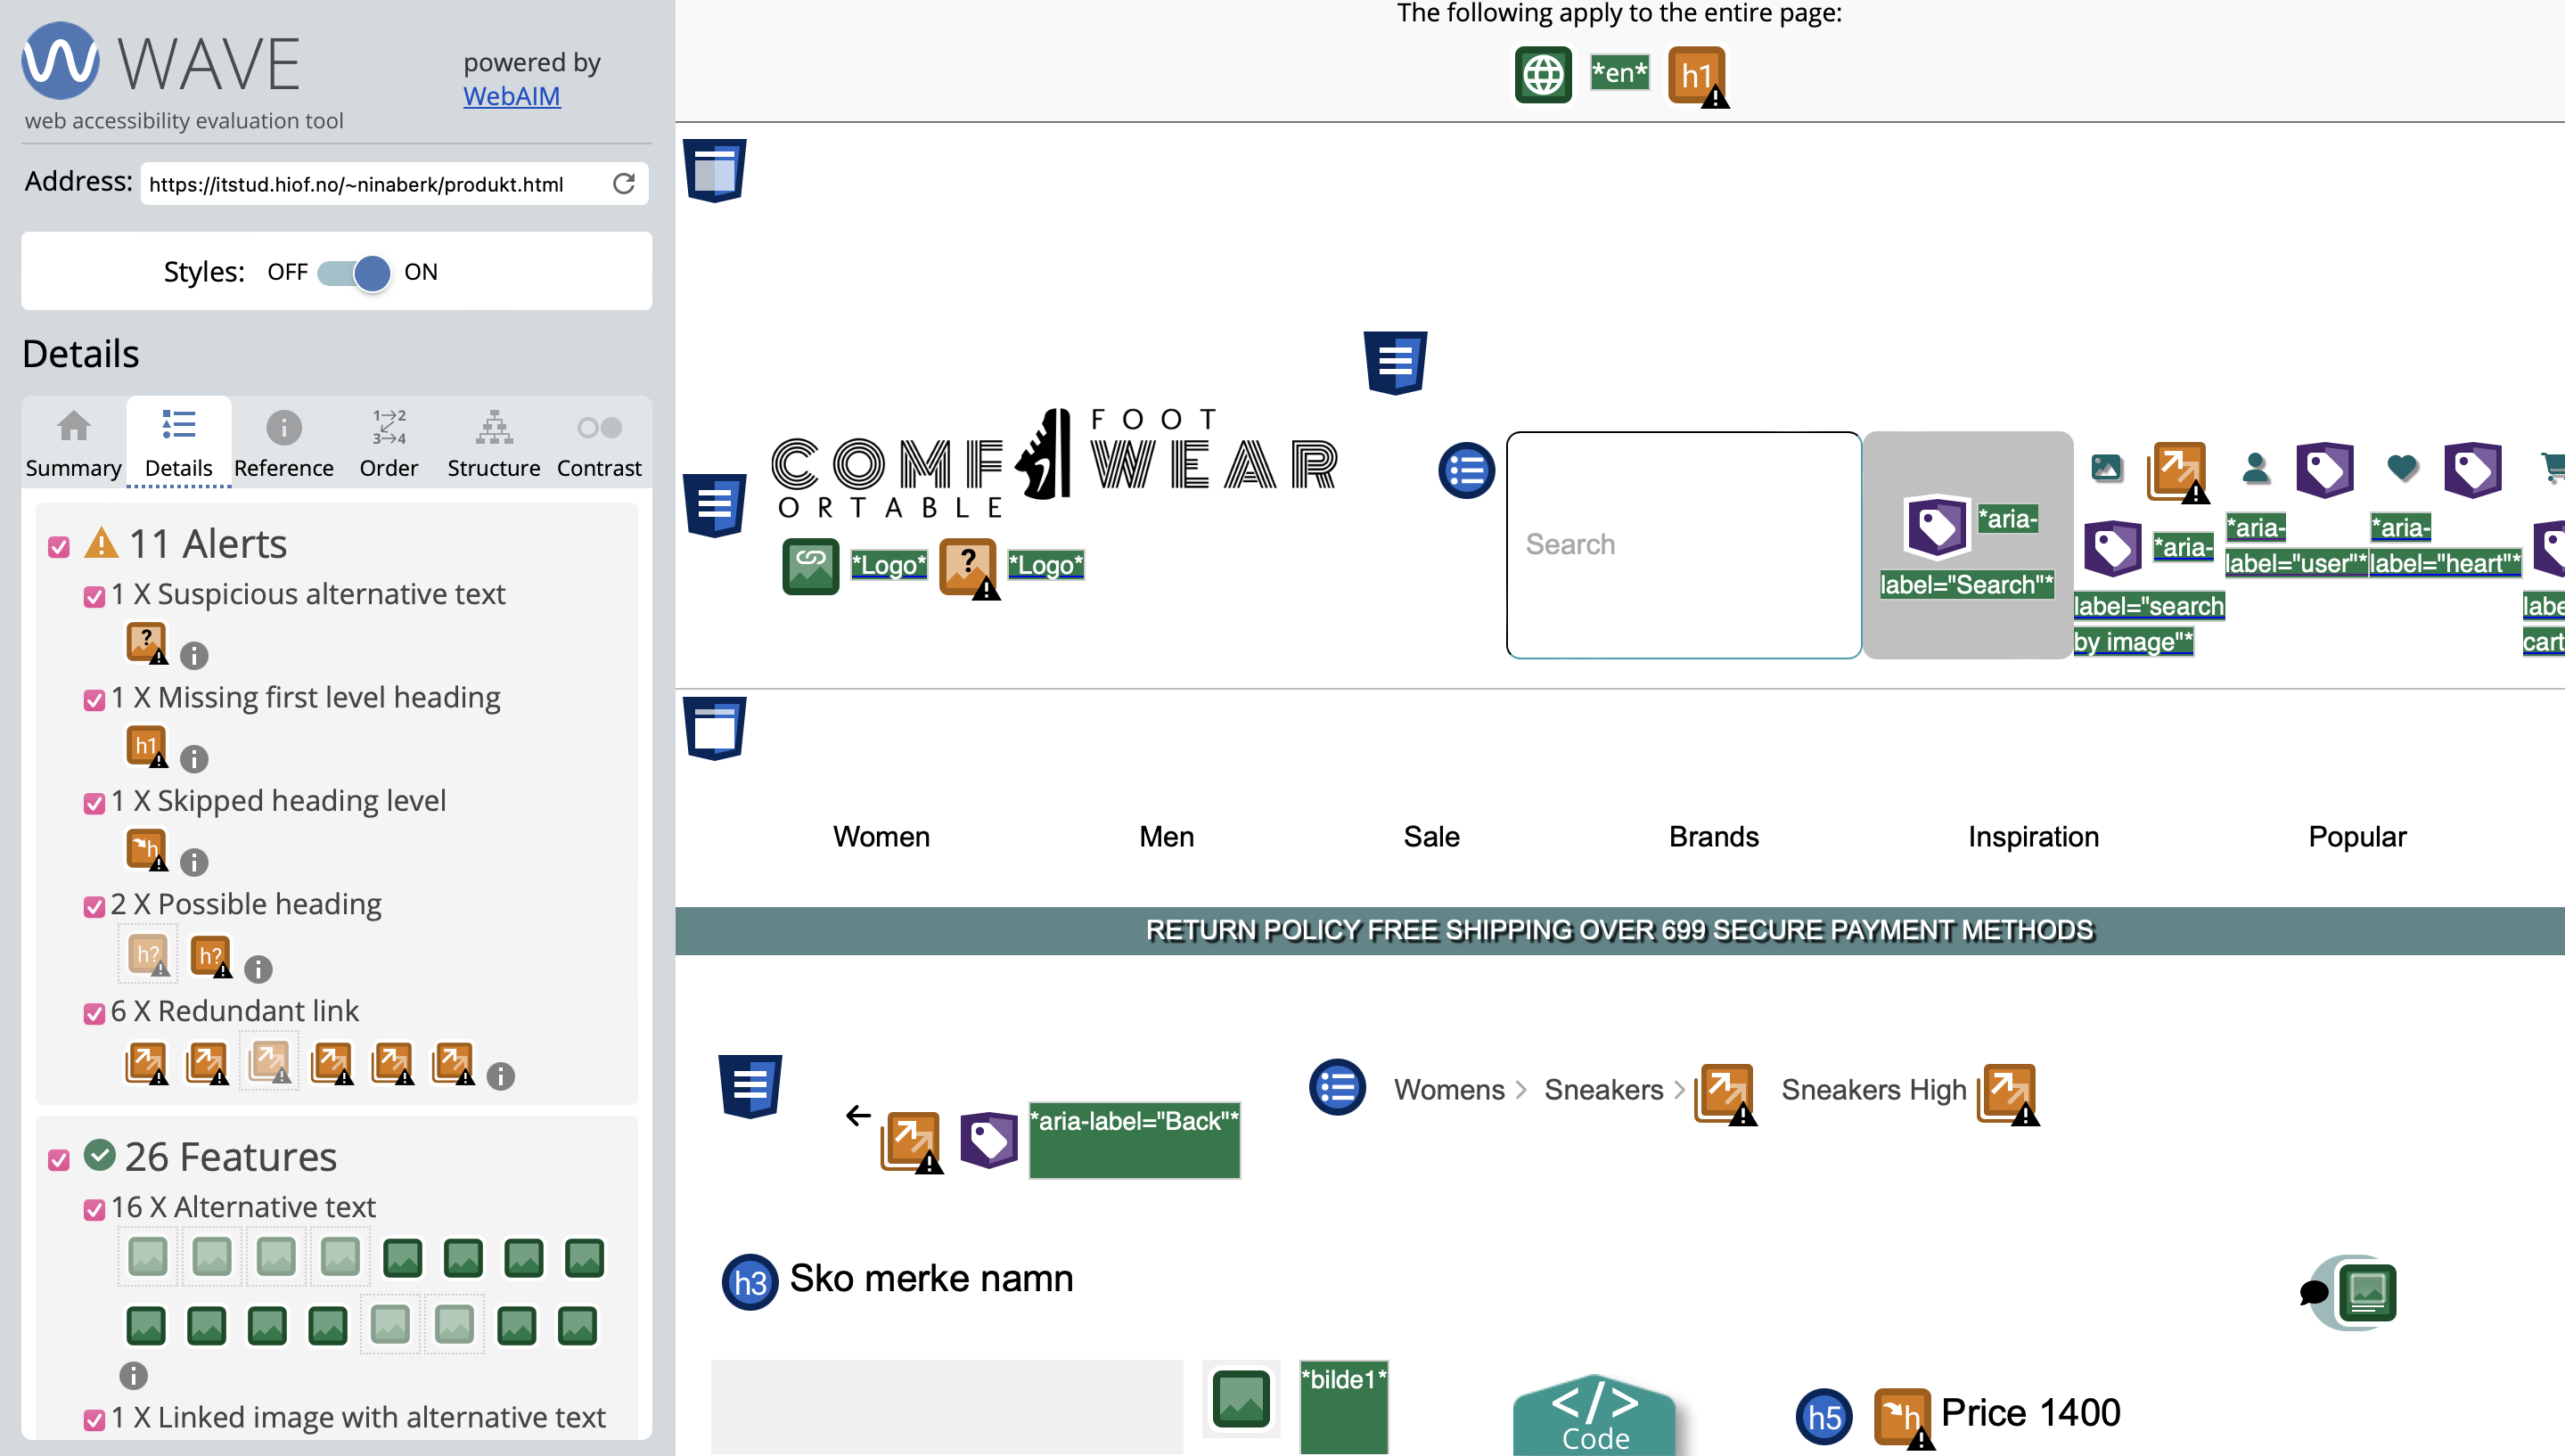 WAVE
powered by
WebAIM
web accessibility evaluation tool
Address: https://itstud.hiof.no/~ninaberk/produkt.html
Styles: OFF ON
Details
Summary Details Reference Order Structure Contrast
11 Alerts
1 X Suspicious alternative text
1 X Missing first level heading
h1
1 X Skipped heading level
h
2 X Possible heading
h? h?
6 X Redundant link
26 Features
16 X Alternative text
1 X Linked image with alternative text
The following apply to the entire page:
*en* h1
FOOT
COMF WEAR
ORTABLE
*Logo* *Logo*
Search
*aria-
label="Search"*
*aria-
label="search
by image"*
*aria-
label="user"*
*aria-
label="heart"*
labe
cart
Women Men Sale Brands Inspiration Popular
RETURN POLICY FREE SHIPPING OVER 699 SECURE PAYMENT METHODS
*aria-label="Back"*
Womens Sneakers Sneakers High
h3 Sko merke namn
*bilde1*
</> Code
h5 h Price 1400